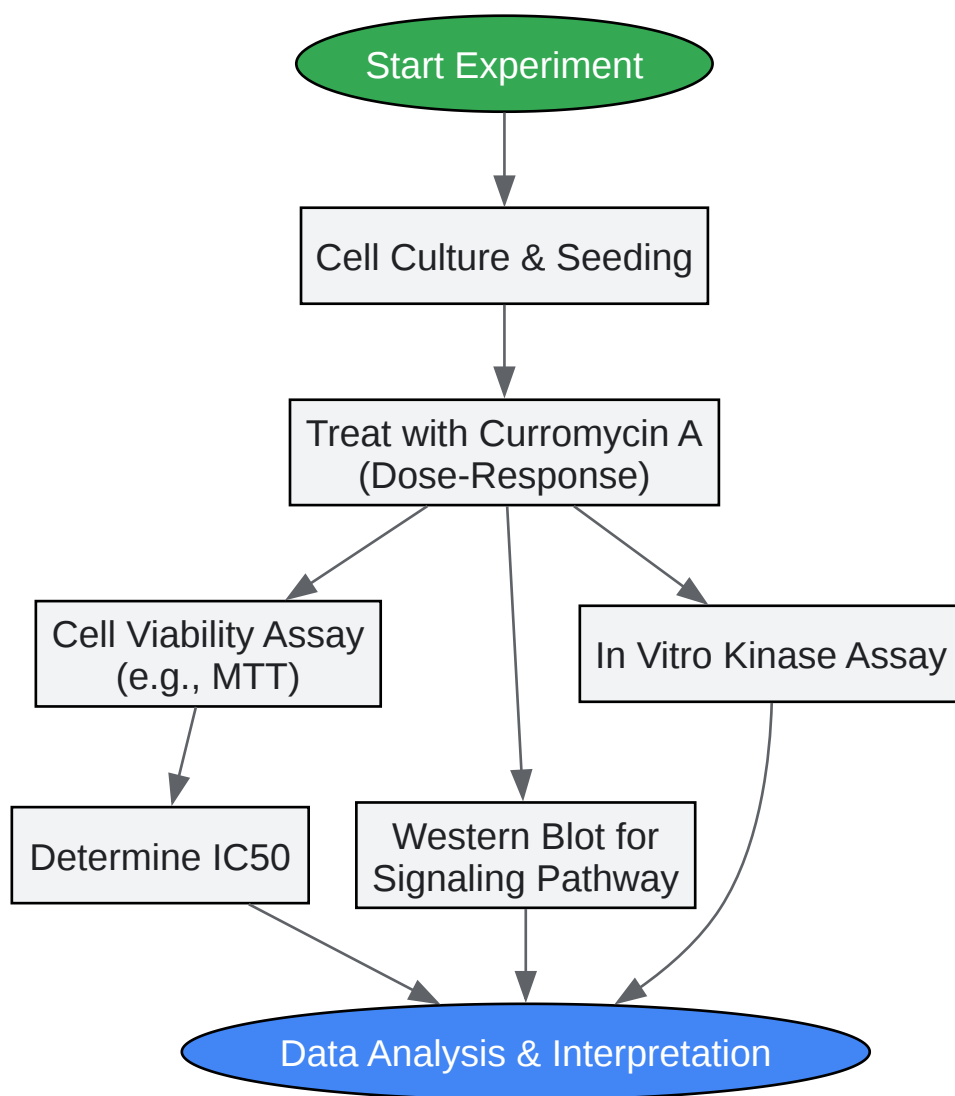 Start Experiment
Cell Culture & Seeding
Treat with Curromycin A
(Dose-Response)
Cell Viability Assay
(e.g., MTT)
In Vitro Kinase Assay
Determine IC50
Western Blot for
Signaling Pathway
Data Analysis & Interpretation